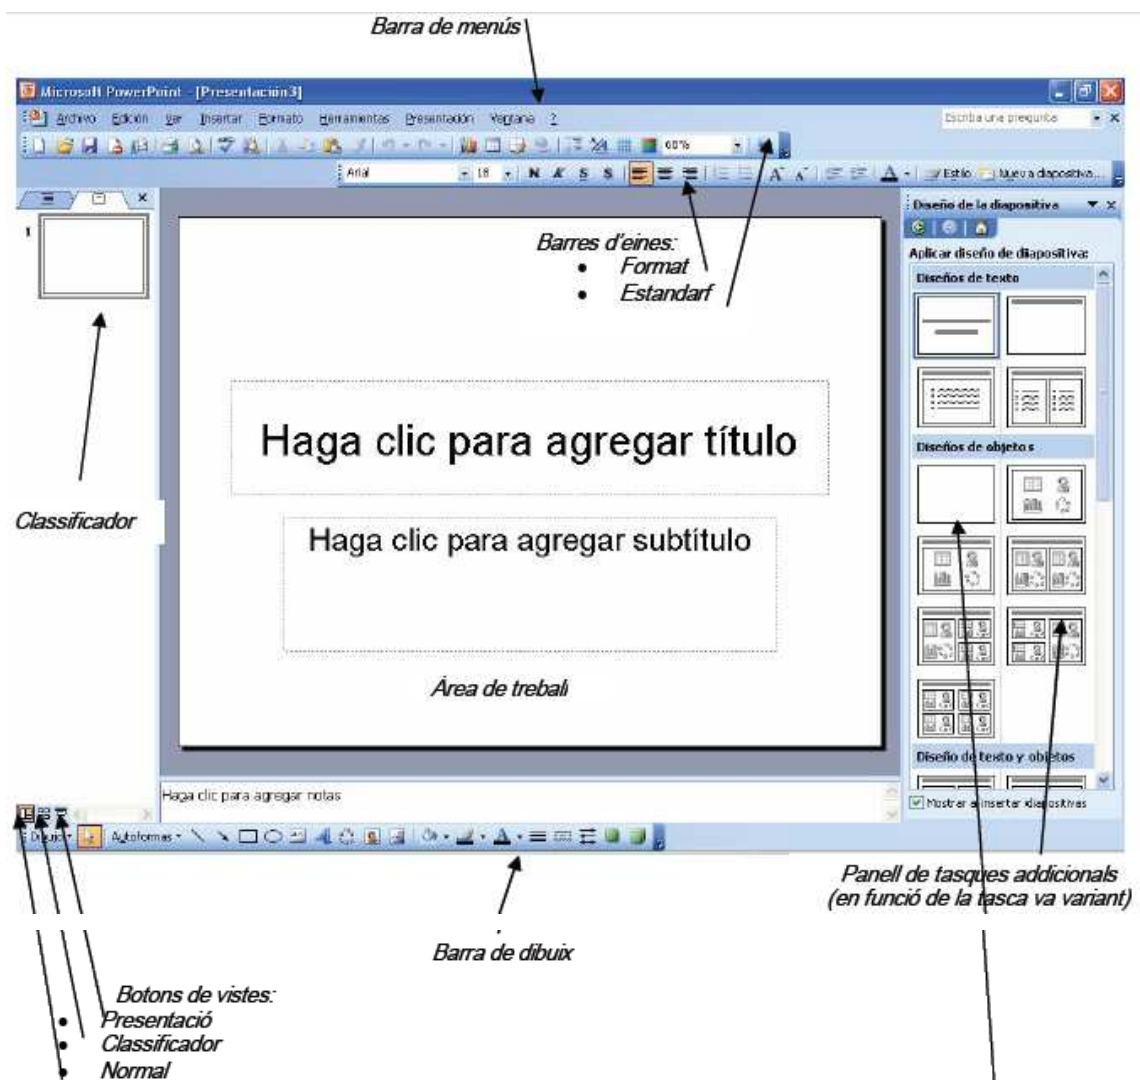 Barra de menús
Microsoft PowerPoint - [Presentación3]
Archivo Edición Ver Insertar Formato Herramientas Presentación Ventana ?
Escriba una pregunta
60%
Arial 18 N K S S Estilo Nueva diapositiva...
Diseño de la diapositiva
1
Barres d'eines:
• Format
• Estandarf
Aplicar diseño de diapositiva:
Diseños de texto
Haga clic para agregar título
Diseños de objetos
Classificador
Haga clic para agregar subtítulo
Àrea de treball
Diseño de texto y objetos
Haga clic para agregar notas
Mostrar a insertar diapositivas
Dibujo Autoformas
Panell de tasques addicionals
(en funció de la tasca va variant)
Barra de dibuix
Botons de vistes:
• Presentació
• Classificador
• Normal